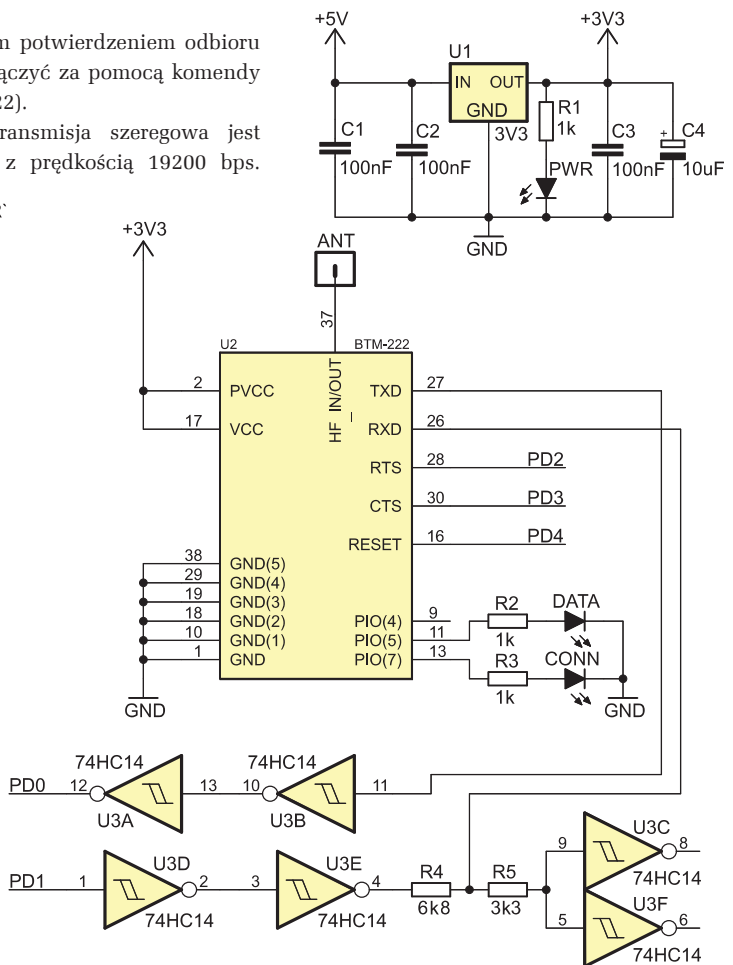 m potwierdzeniem odbioru
ączyć za pomocą komendy
22).
ransmisja szeregowa jest
z prędkością 19200 bps.
+5V
+3V3
U1
IN OUT
GND
3V3
R1
1k
PWR
C1
100nF
C2
100nF
C3
100nF
+
C4
10uF
GND
+3V3
ANT
37
U2
BTM-222
HF_IN/OUT
2 PVCC
17 VCC
TXD 27
RXD 26
RTS 28 PD2
CTS 30 PD3
RESET 16 PD4
38 GND(5)
29 GND(4)
19 GND(3)
18 GND(2)
10 GND(1)
1 GND
PIO(4) 9
PIO(5) 11
PIO(7) 13
R2
1k
DATA
R3
1k
CONN
GND
GND
74HC14
74HC14
PD0 12 13 10 11
U3A
U3B
U3D
U3E
PD1 1 2 3 4
74HC14
74HC14
R4
6k8
R5
3k3
U3C
9 8
74HC14
U3F
5 6
74HC14